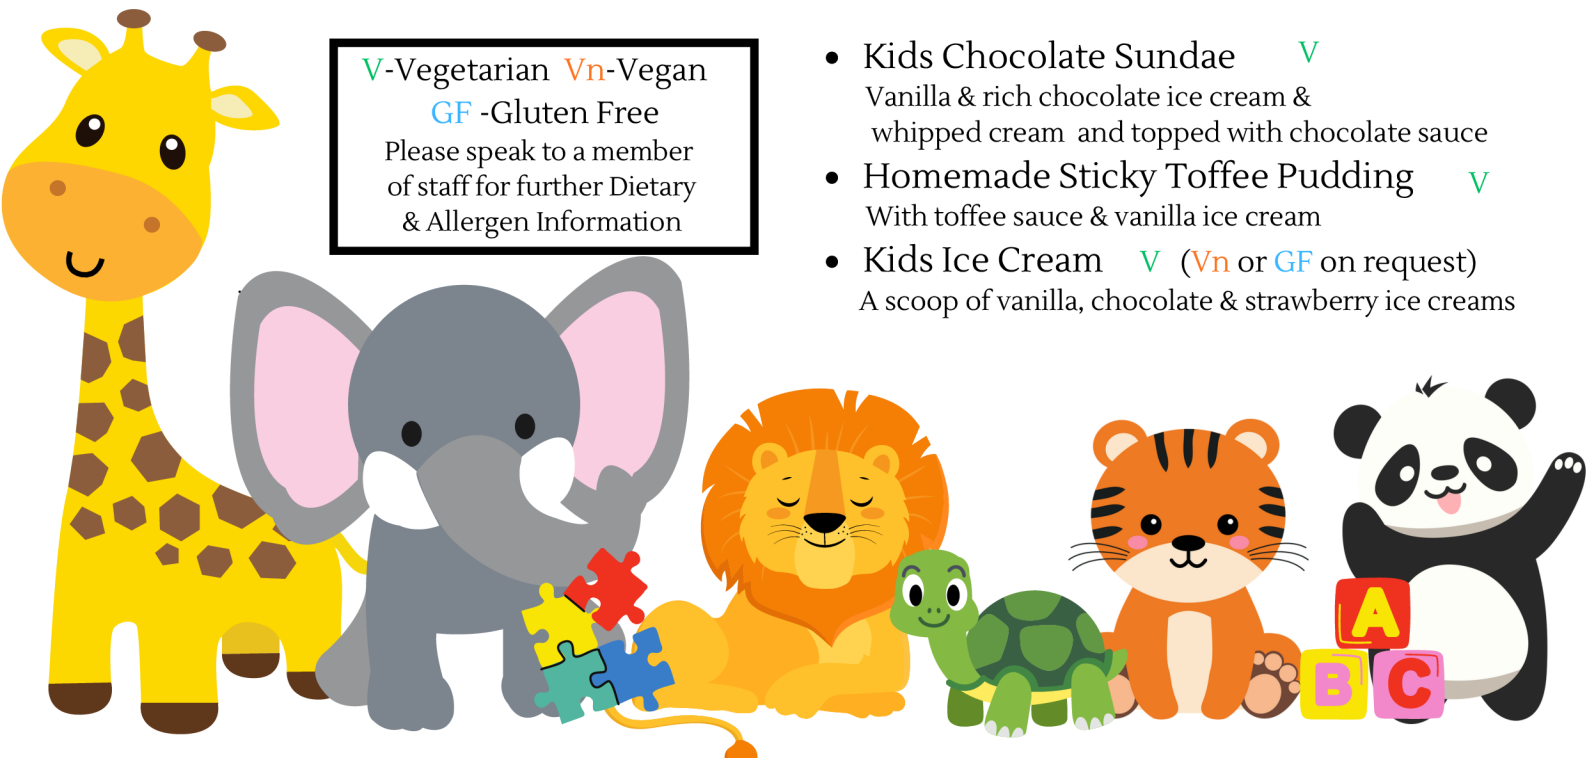 V-Vegetarian Vn-Vegan
GF -Gluten Free
Please speak to a member
of staff for further Dietary
& Allergen Information
• Kids Chocolate Sundae V
Vanilla & rich chocolate ice cream &
whipped cream and topped with chocolate sauce
• Homemade Sticky Toffee Pudding V
With toffee sauce & vanilla ice cream
• Kids Ice Cream V (Vn or GF on request)
A scoop of vanilla, chocolate & strawberry ice creams
A
B C